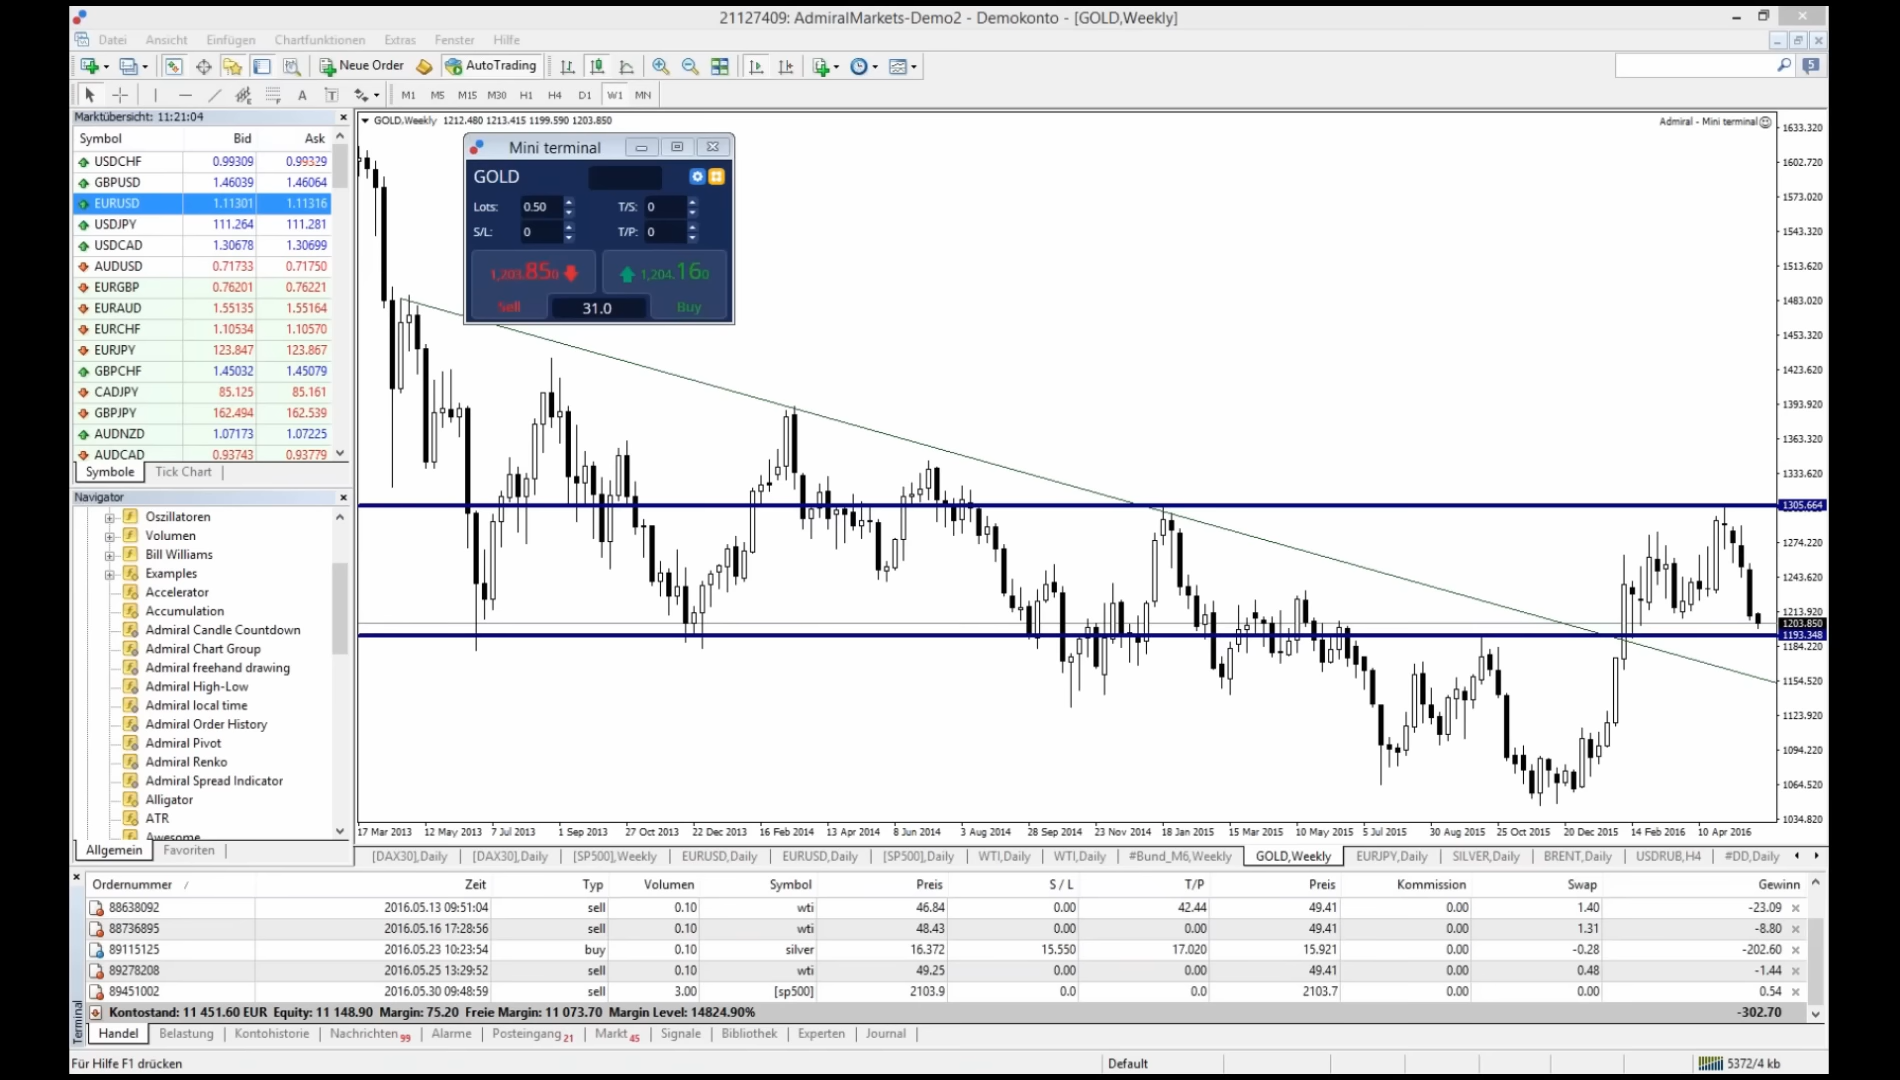 21127409: AdmiralMarkets-Demo2 - Demokonto - [GOLD,Weekly]
Datei Ansicht Einfügen Chartfunktionen Extras Fenster Hilfe
Neue Order AutoTrading 5
A T M1 M5 M15 M30 H1 H4 D1 W1 MN
Marktübersicht: 11:21:04
Symbol Bid Ask
USDCHF 0.99309 0.99329
GBPUSD 1.46039 1.46064
EURUSD 1.11301 1.11316
USDJPY 111.264 111.281
USDCAD 1.30678 1.30699
AUDUSD 0.71733 0.71750
EURGBP 0.76201 0.76221
EURAUD 1.55135 1.55164
EURCHF 1.10534 1.10570
EURJPY 123.847 123.867
GBPCHF 1.45032 1.45079
CADJPY 85.125 85.161
GBPJPY 162.494 162.539
AUDNZD 1.07173 1.07225
AUDCAD 0.93743 0.93779
Symbole Tick Chart
Navigator
Oszillatoren
Volumen
Bill Williams
Examples
Accelerator
Accumulation
Admiral Candle Countdown
Admiral Chart Group
Admiral freehand drawing
Admiral High-Low
Admiral local time
Admiral Order History
Admiral Pivot
Admiral Renko
Admiral Spread Indicator
Alligator
ATR
Awesome
Allgemein Favoriten
GOLD,Weekly 1212.480 1213.415 1199.590 1203.850
Admiral - Mini terminal
Mini terminal
GOLD
Lots: 0.50 T/S: 0
S/L: 0 T/P: 0
1,203.850 1,204.160
Sell 31.0 Buy
1633.320
1602.720
1573.020
1543.320
1513.620
1483.020
1453.320
1423.620
1393.920
1363.320
1333.620
1305.664
1274.220
1243.620
1213.920
1203.850
1193.348
1184.220
1154.520
1123.920
1094.220
1064.520
1034.820
17 Mar 2013 12 May 2013 7 Jul 2013 1 Sep 2013 27 Oct 2013 22 Dec 2013 16 Feb 2014 13 Apr 2014 8 Jun 2014 3 Aug 2014 28 Sep 2014 23 Nov 2014 18 Jan 2015 15 Mar 2015 10 May 2015 5 Jul 2015 30 Aug 2015 25 Oct 2015 20 Dec 2015 14 Feb 2016 10 Apr 2016
[DAX30],Daily [DAX30],Daily [SP500],Weekly EURUSD,Daily EURUSD,Daily [SP500],Daily WTI,Daily WTI,Daily #Bund_M6,Weekly GOLD,Weekly EURJPY,Daily SILVER,Daily BRENT,Daily USDRUB,H4 #DD,Daily
Ordernummer Zeit Typ Volumen Symbol Preis S / L T/P Preis Kommission Swap Gewinn
88638092 2016.05.13 09:51:04 sell 0.10 wti 46.84 0.00 42.44 49.41 0.00 1.40 -23.09
88736895 2016.05.16 17:28:56 sell 0.10 wti 48.43 0.00 0.00 49.41 0.00 1.31 -8.80
89115125 2016.05.23 10:23:54 buy 0.10 silver 16.372 15.550 17.020 15.921 0.00 -0.28 -202.60
89278208 2016.05.25 13:29:52 sell 0.10 wti 49.25 0.00 0.00 49.41 0.00 0.48 -1.44
89451002 2016.05.30 09:48:59 sell 3.00 [sp500] 2103.9 0.0 0.0 2103.7 0.00 0.00 0.54
Kontostand: 11 451.60 EUR Equity: 11 148.90 Margin: 75.20 Freie Margin: 11 073.70 Margin Level: 14824.90% -302.70
Terminal
Handel Belastung Kontohistorie Nachrichten 99 Alarme Posteingang 21 Markt 45 Signale Bibliothek Experten Journal
Für Hilfe F1 drücken Default 5372/4 kb